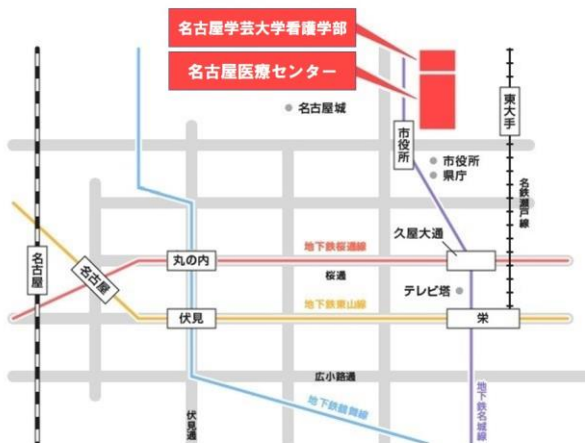 名古屋学芸大学看護学部
名古屋医療センター
名古屋城
市役所
市役所
県庁
東大手
名鉄瀬戸線
久屋大通
地下鉄桜通線
丸の内
桜通
名古屋
名古屋
テレビ塔
地下鉄東山線
伏見
栄
広小路通
地下鉄鶴舞線
伏見通
地下鉄名城線